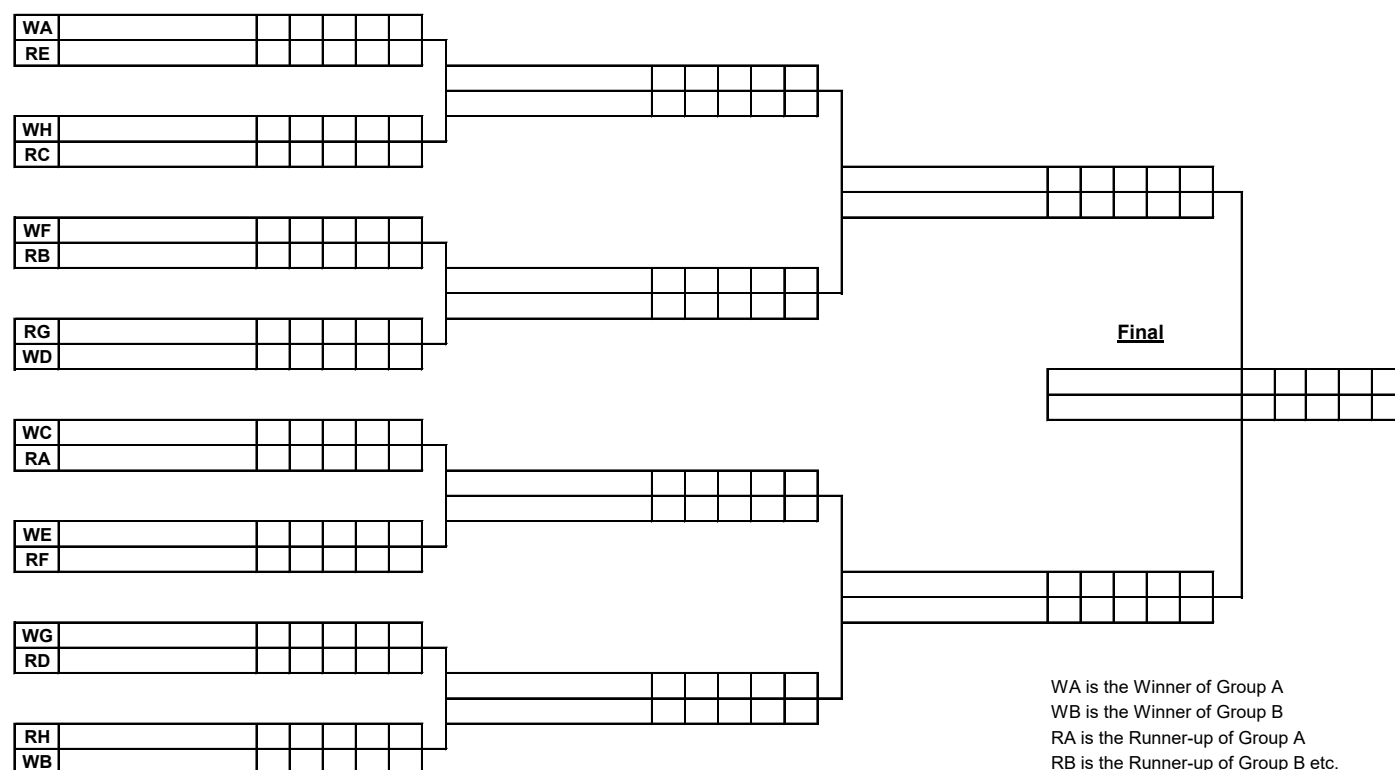 WA
RE
WH
RC
WF
RB
RG
WD
Final
WC
RA
WE
RF
WG
RD
RH
WB
WA is the Winner of Group A
WB is the Winner of Group B
RA is the Runner-up of Group A
RB is the Runner-up of Group B etc.